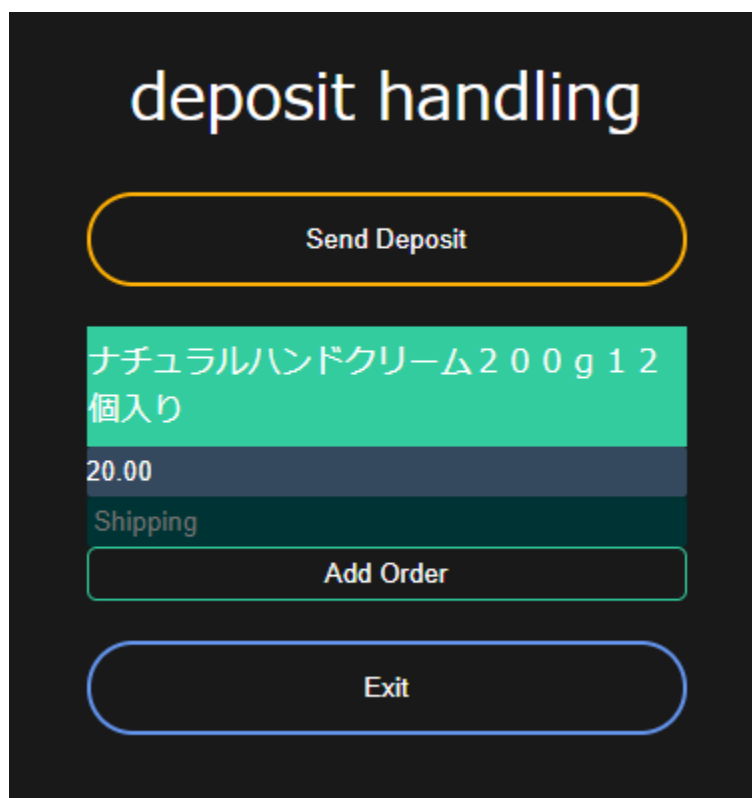 deposit handling
Send Deposit
ナチュラルハンドクリーム２００ｇ１２
個入り
20.00
Shipping
Add Order
Exit